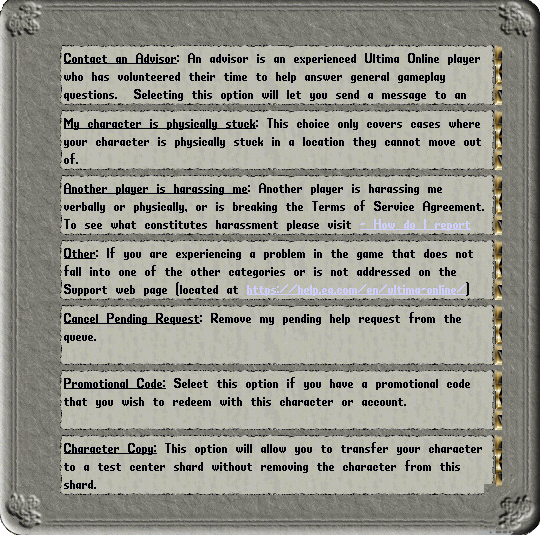 Contact an Advisor: An advisor is an experienced Ultima Online player
who has volunteered their time to help answer general gameplay
questions. Selecting this option will let you send a message to an
My character is physically stuck: This choice only covers cases where
your character is physically stuck in a location they cannot move out
of.
Another player is harassing me: Another player is harassing me
verbally or physically, or is breaking the Terms of Service Agreement.
To see what constitutes harassment please visit - How do I report
Other: If you are experiencing a problem in the game that does not
fall into one of the other categories or is not addressed on the
Support web page (located at https://help.ea.com/en/ultima-online/)
Cancel Pending Request: Remove my pending help request from the
queue.
Promotional Code: Select this option if you have a promotional code
that you wish to redeem with this character or account.
Character Copy: This option will allow you to transfer your character
to a test center shard without removing the character from this
shard.